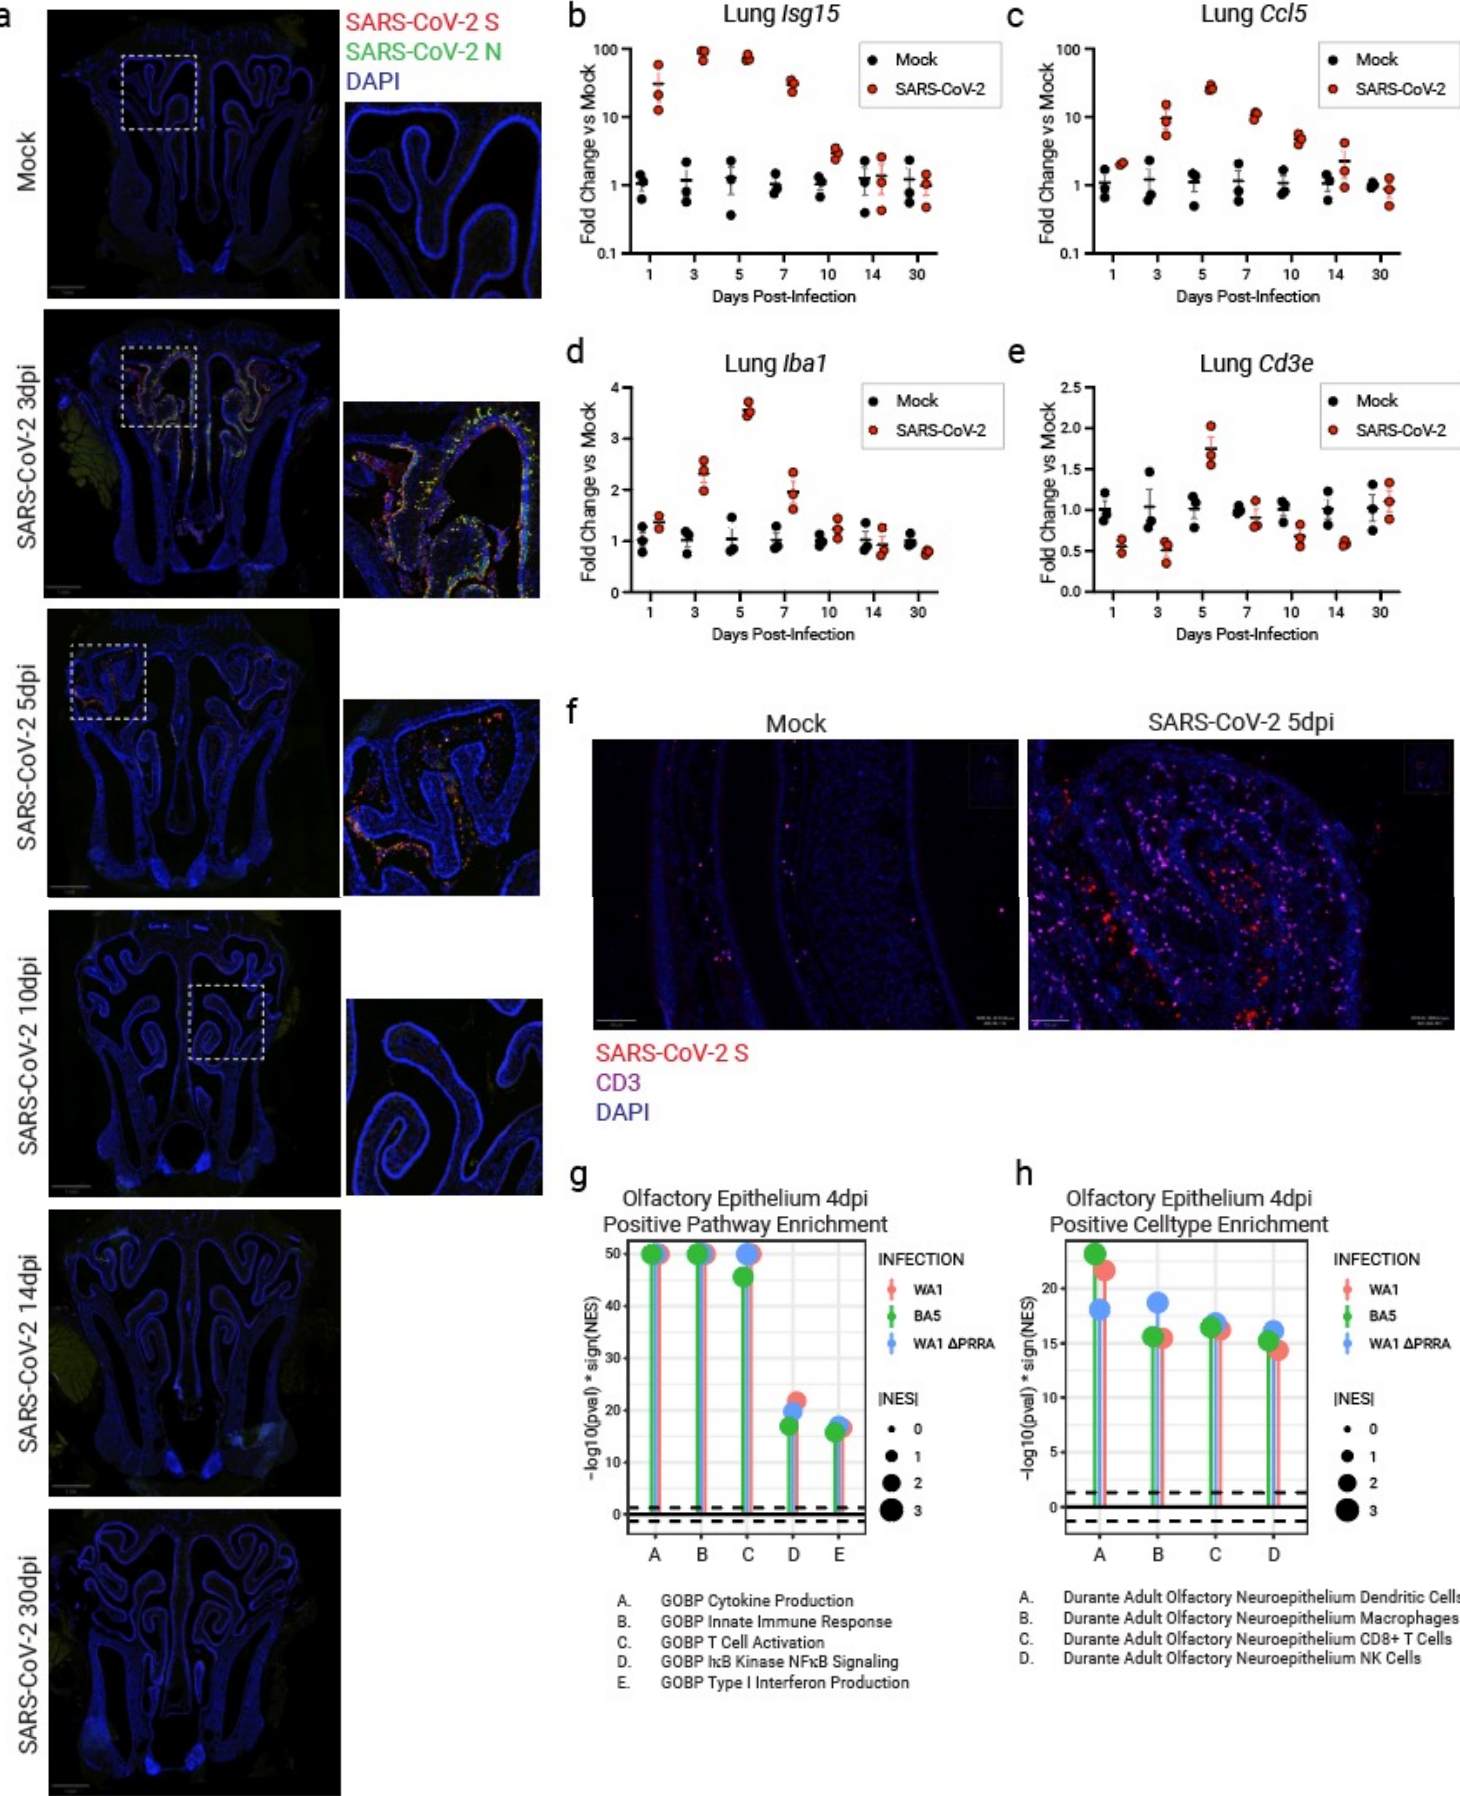 a
SARS-CoV-2 S
SARS-CoV-2 N
DAPI
Mock
SARS-CoV-2 3dpi
SARS-CoV-2 5dpi
SARS-CoV-2 10dpi
SARS-CoV-2 14dpi
SARS-CoV-2 30dpi
b
Lung Isg15
Fold Change vs Mock
100
10
1
0.1
Mock
SARS-CoV-2
1 3 5 7 10 14 30
Days Post-Infection
c
Lung Ccl5
Fold Change vs Mock
100
10
1
0.1
Mock
SARS-CoV-2
1 3 5 7 10 14 30
Days Post-Infection
d
Lung Iba1
Fold Change vs Mock
4
3
2
1
0
Mock
SARS-CoV-2
1 3 5 7 10 14 30
Days Post-Infection
e
Lung Cd3e
Fold Change vs Mock
2.5
2.0
1.5
1.0
0.5
0.0
Mock
SARS-CoV-2
1 3 5 7 10 14 30
Days Post-Infection
f
Mock
SARS-CoV-2 5dpi
SARS-CoV-2 S
CD3
DAPI
g
Olfactory Epithelium 4dpi
Positive Pathway Enrichment
−log10(pval) * sign(NES)
50
40
30
20
10
0
A B C D E
INFECTION
WA1
BA5
WA1 ΔPRRA
|NES|
0
1
2
3
A. GOBP Cytokine Production
B. GOBP Innate Immune Response
C. GOBP T Cell Activation
D. GOBP IκB Kinase NFκB Signaling
E. GOBP Type I Interferon Production
h
Olfactory Epithelium 4dpi
Positive Celltype Enrichment
−log10(pval) * sign(NES)
20
15
10
5
0
A B C D
INFECTION
WA1
BA5
WA1 ΔPRRA
|NES|
0
1
2
3
A. Durante Adult Olfactory Neuroepithelium Dendritic Cells
B. Durante Adult Olfactory Neuroepithelium Macrophages
C. Durante Adult Olfactory Neuroepithelium CD8+ T Cells
D. Durante Adult Olfactory Neuroepithelium NK Cells